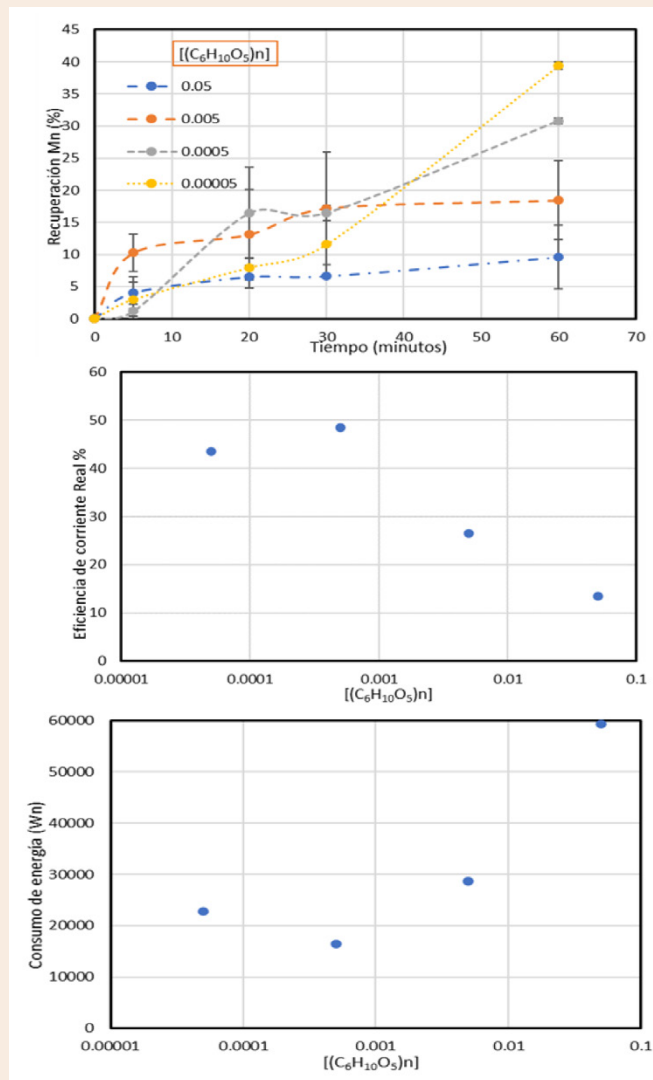 [(C₆H₁₀O₅)n]
0.05
0.005
0.0005
0.00005
Recuperación Mn (%)
45
40
35
30
25
20
15
10
5
0
0 10 20 30 40 50 60 70
Tiempo (minutos)
Eficiencia de corriente Real %
60
50
40
30
20
10
0
0.00001 0.0001 0.001 0.01 0.1
[(C₆H₁₀O₅)n]
Consumo de energía (Wn)
60000
50000
40000
30000
20000
10000
0
0.00001 0.0001 0.001 0.01 0.1
[(C₆H₁₀O₅)n]